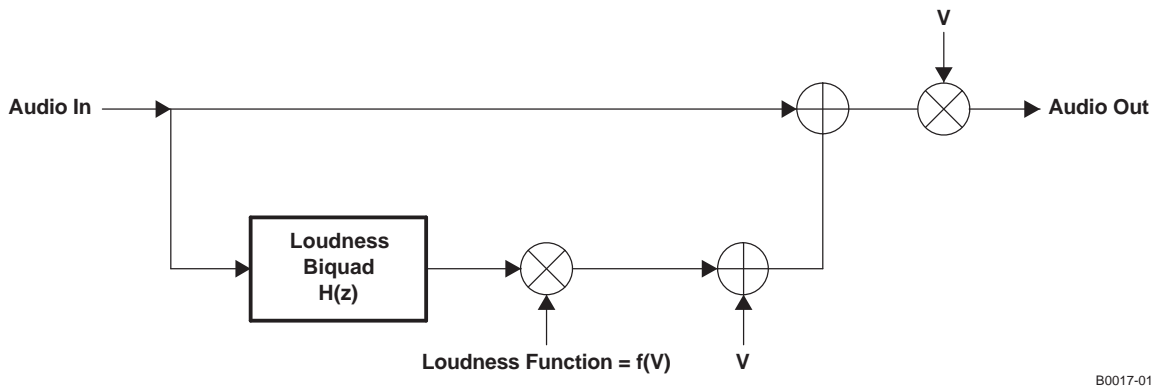 V
Audio In
Audio Out
Loudness
Biquad
H(z)
Loudness Function = f(V)
V
B0017-01